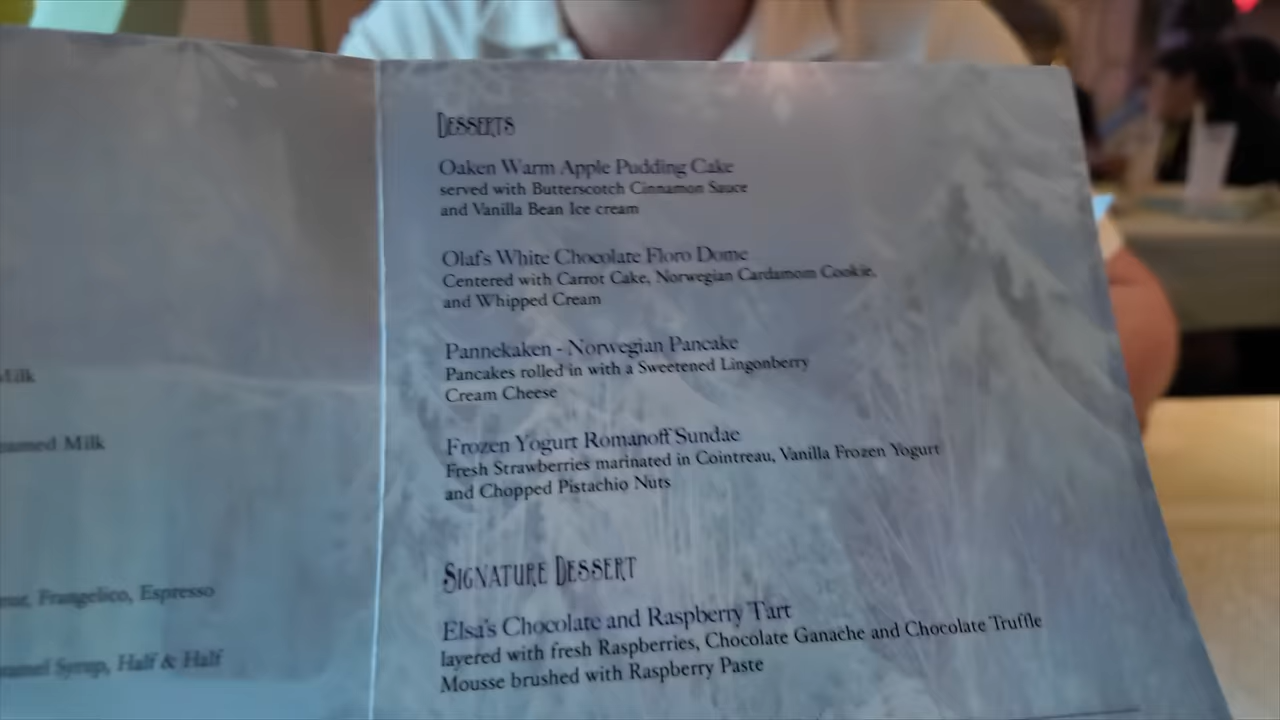 Milk
Milk
Frangelico, Espresso
Syrup, Half & Half
DESSERTS
Oaken Warm Apple Pudding Cake
served with Butterscotch Cinnamon Sauce
and Vanilla Bean Ice cream
Olaf's White Chocolate Floro Dome
Centered with Carrot Cake, Norwegian Cardamom Cookie,
and Whipped Cream
Pannekaken - Norwegian Pancake
Pancakes rolled in with a Sweetened Lingonberry
Cream Cheese
Frozen Yogurt Romanoff Sundae
Fresh Strawberries marinated in Cointreau, Vanilla Frozen Yogurt
and Chopped Pistachio Nuts
SIGNATURE DESSERT
Elsa's Chocolate and Raspberry Tart
layered with fresh Raspberries, Chocolate Ganache and Chocolate Truffle
Mousse brushed with Raspberry Paste